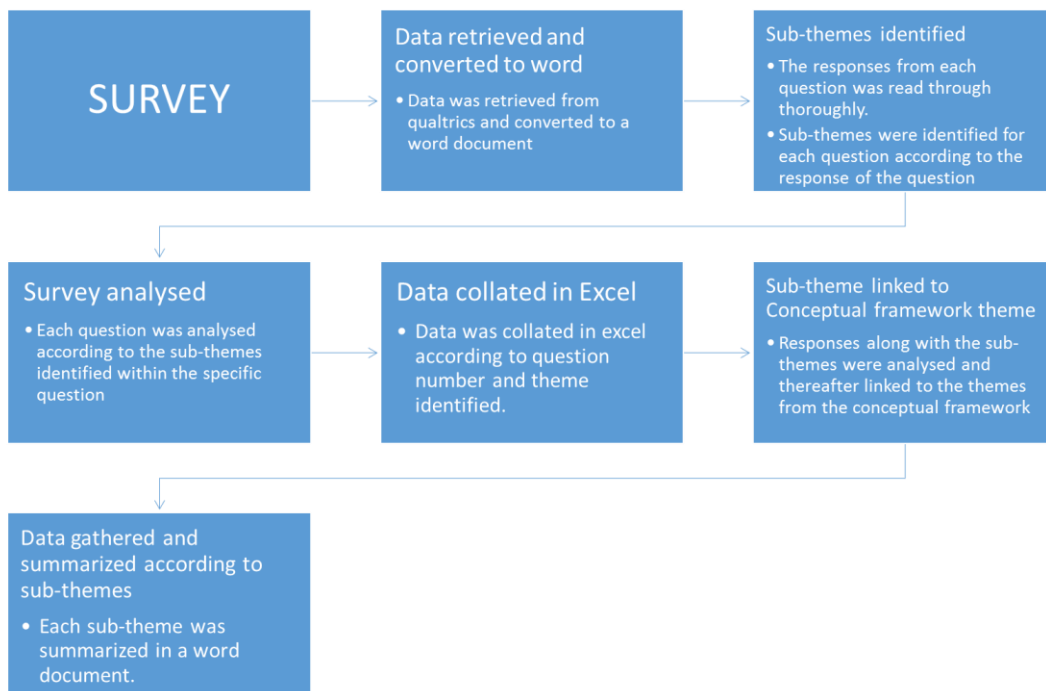 SURVEY
Data retrieved and
converted to word
• Data was retrieved from
qualtrics and converted to a
word document
Sub-themes identified
• The responses from each
question was read through
thoroughly.
• Sub-themes were identified for
each question according to the
response of the question
Survey analysed
• Each question was analysed
according to the sub-themes
identified within the specific
question
Data collated in Excel
• Data was collated in excel
according to question
number and theme
identified.
Sub-theme linked to
Conceptual framework theme
• Responses along with the sub-
themes were analysed and
thereafter linked to the themes
from the conceptual framework
Data gathered and
summarized according to
sub-themes
• Each sub-theme was
summarized in a word
document.